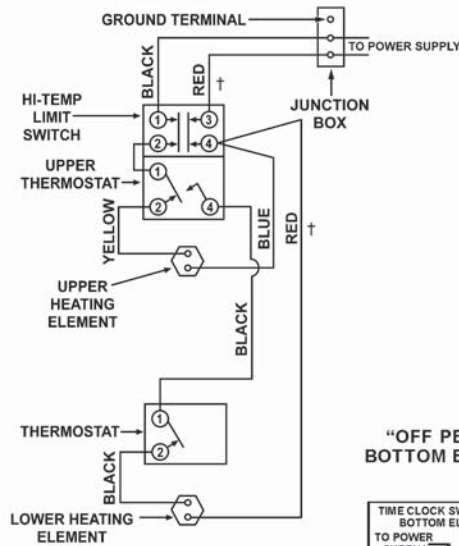 GROUND TERMINAL
TO POWER SUPPLY
BLACK
RED
†
JUNCTION
BOX
HI-TEMP
LIMIT
SWITCH
1
3
2
4
UPPER
THERMOSTAT
1
2
4
YELLOW
BLUE
RED
†
UPPER
HEATING
ELEMENT
BLACK
THERMOSTAT
1
2
BLACK
LOWER HEATING
ELEMENT
"OFF PE
BOTTOM E
TIME CLOCK SW
BOTTOM EL
TO POWER